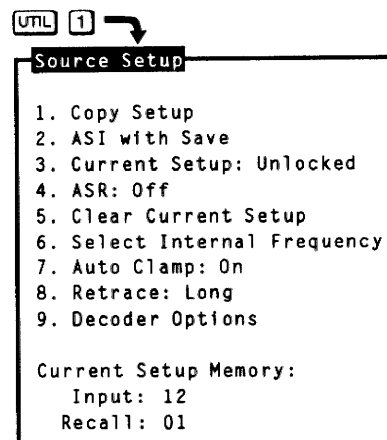 UTIL 1
Source Setup
1. Copy Setup
2. ASI with Save
3. Current Setup: Unlocked
4. ASR: Off
5. Clear Current Setup
6. Select Internal Frequency
7. Auto Clamp: On
8. Retrace: Long
9. Decoder Options
Current Setup Memory:
Input: 12
Recall: 01